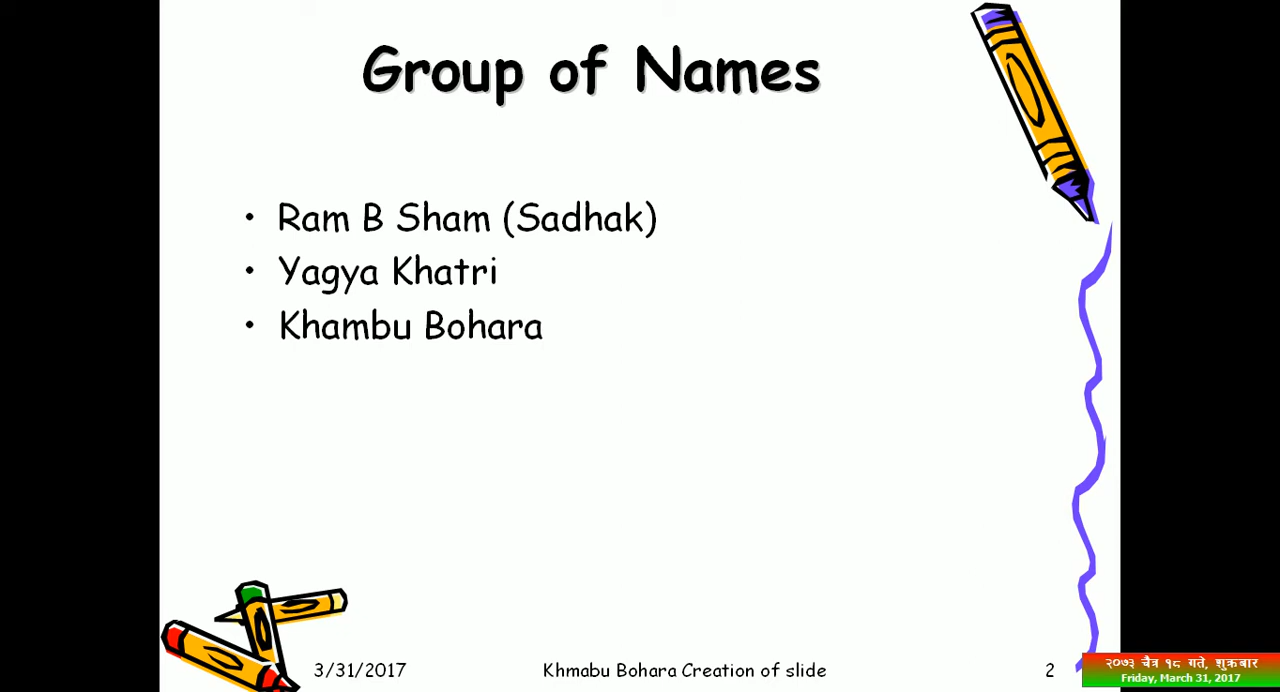 Group of Names
• Ram B Sham (Sadhak)
• Yagya Khatri
• Khambu Bohara
3/31/2017
Khmabu Bohara Creation of slide
2
२०७३ चैत्र १८ गते, शुक्रबार
Friday, March 31, 2017